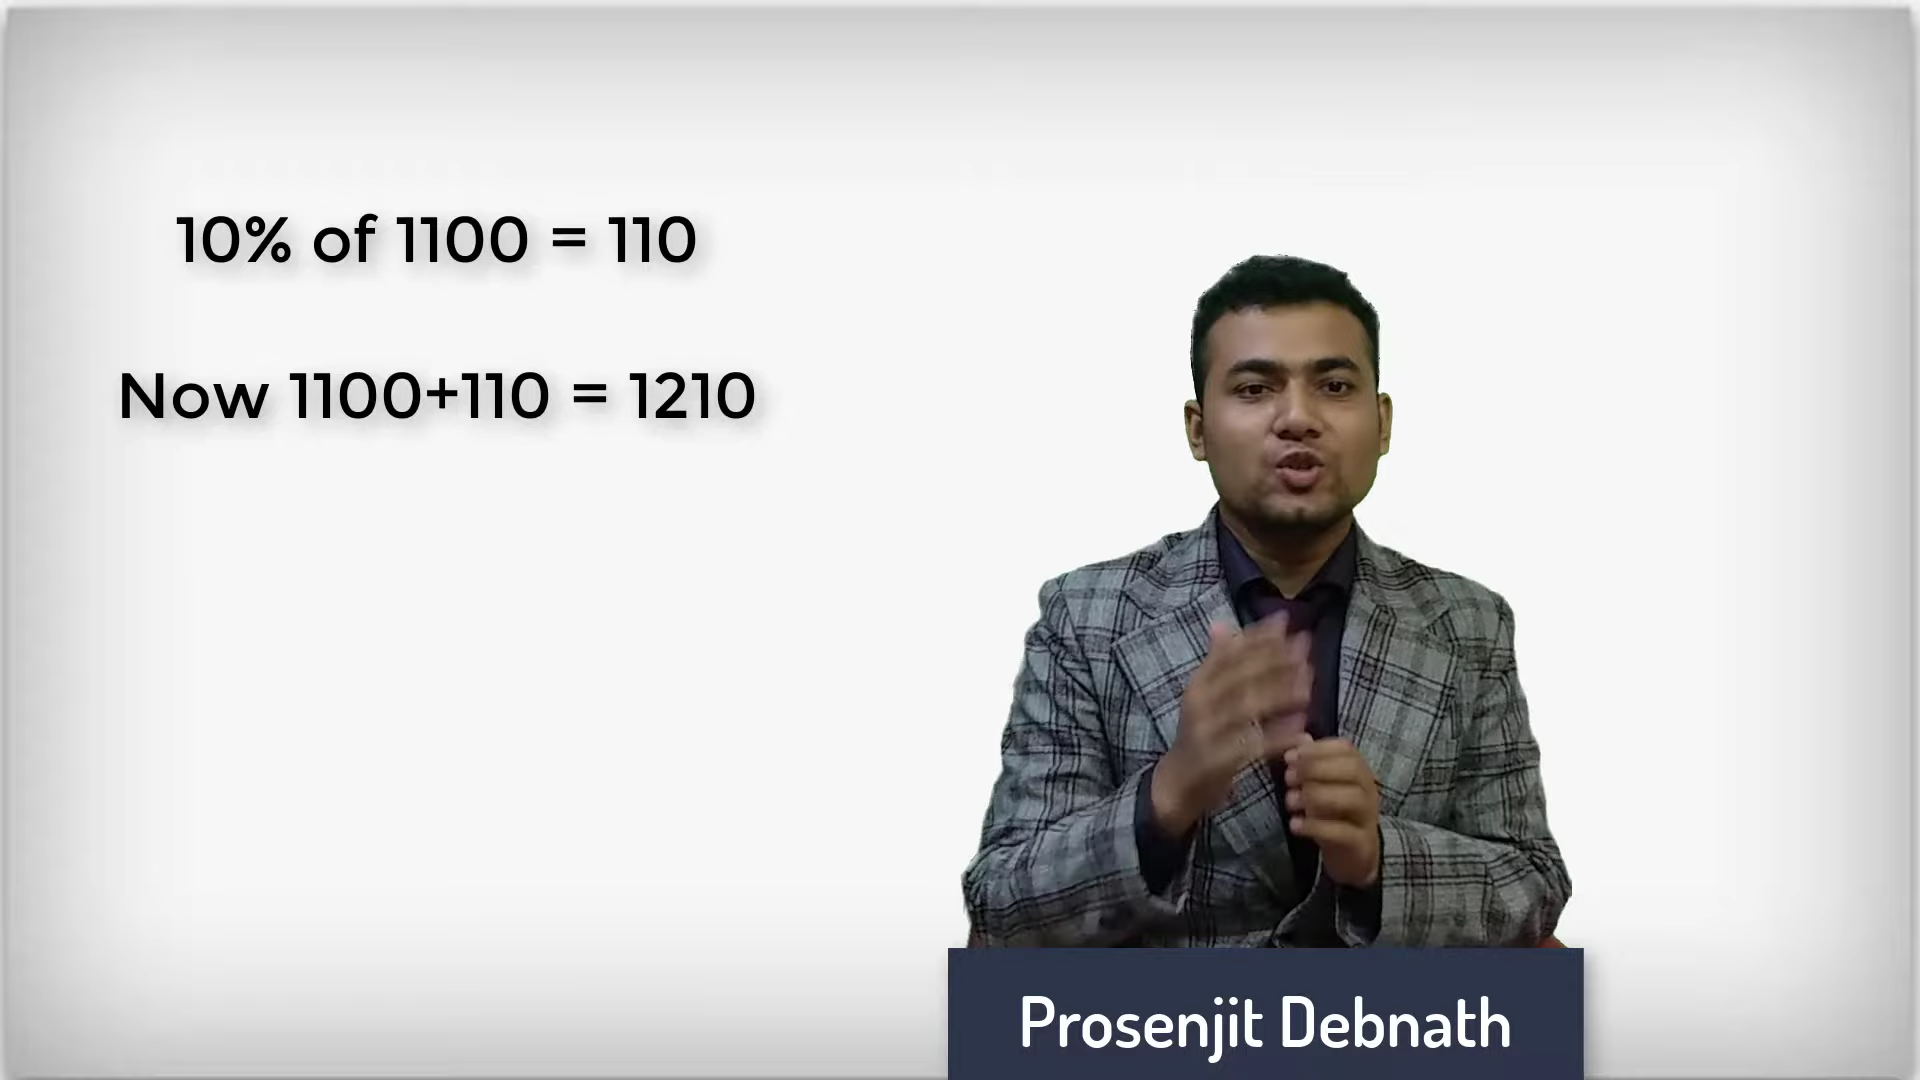 10% of 1100 = 110
Now 1100+110 = 1210
Prosenjit Debnath